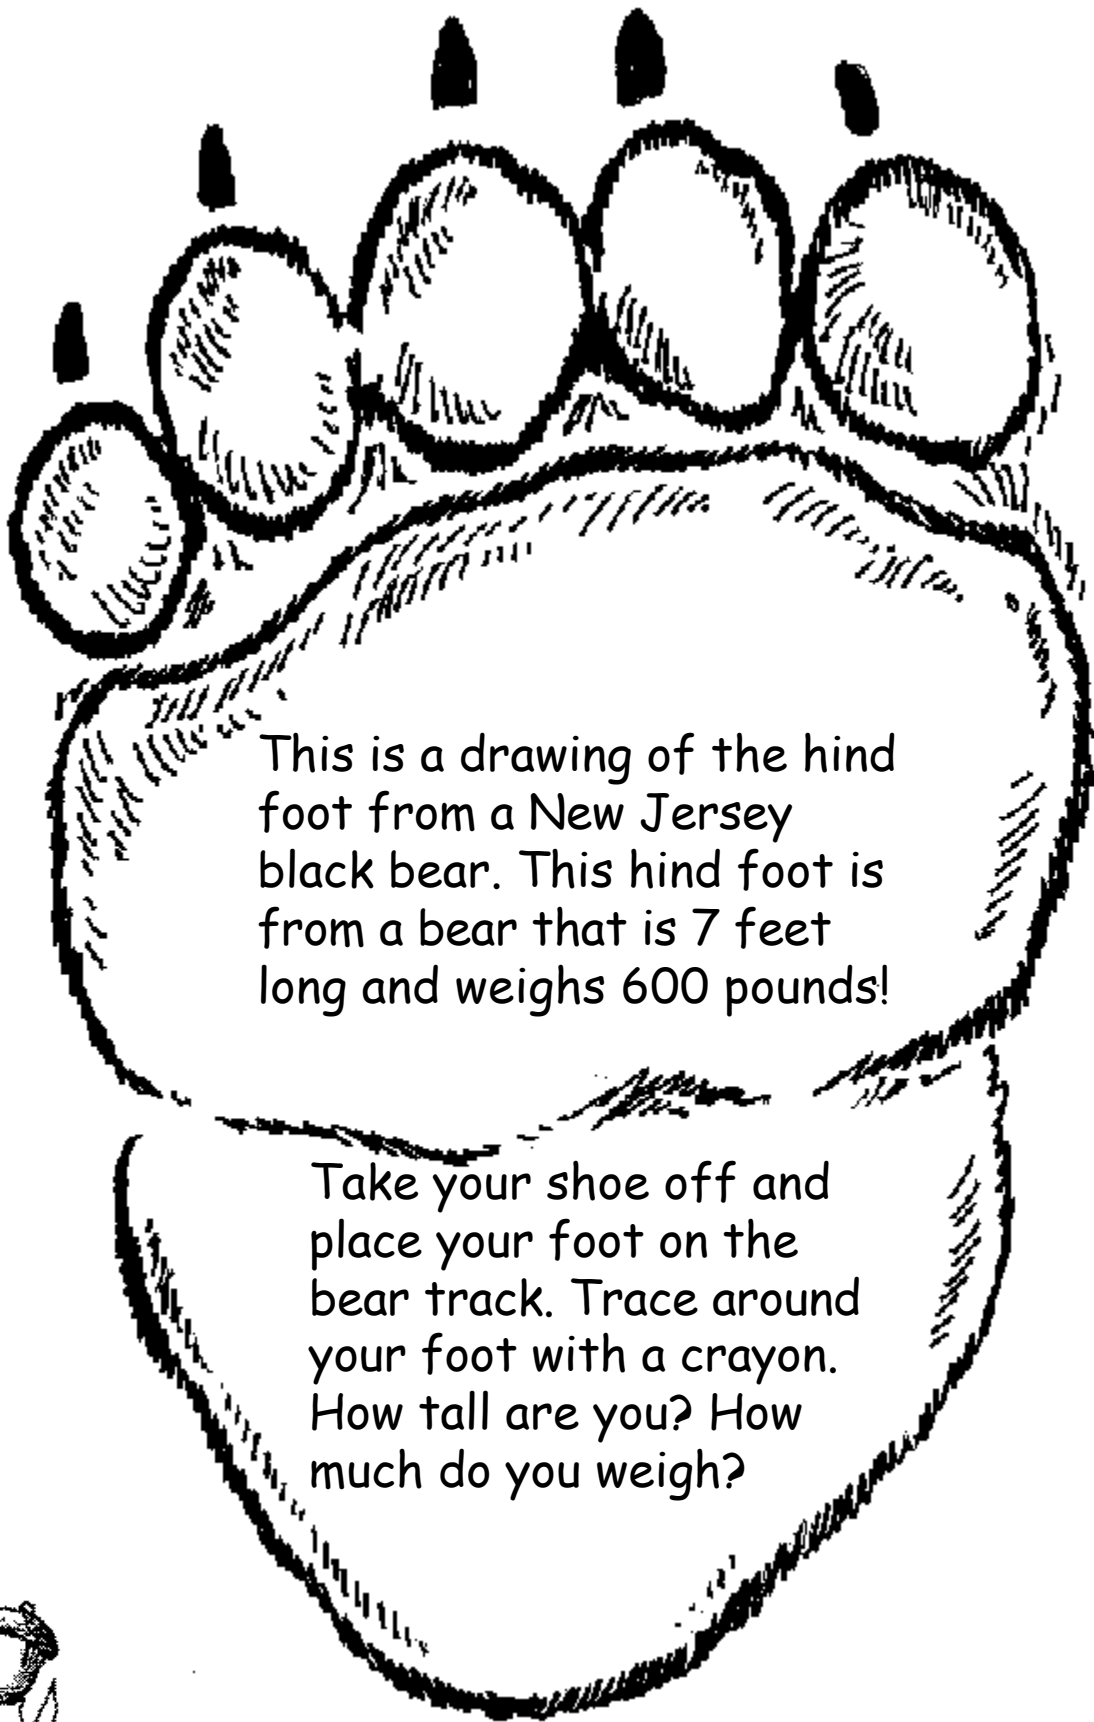 This is a drawing of the hind
foot from a New Jersey
black bear. This hind foot is
from a bear that is 7 feet
long and weighs 600 pounds!
Take your shoe off and
place your foot on the
bear track. Trace around
your foot with a crayon.
How tall are you? How
much do you weigh?